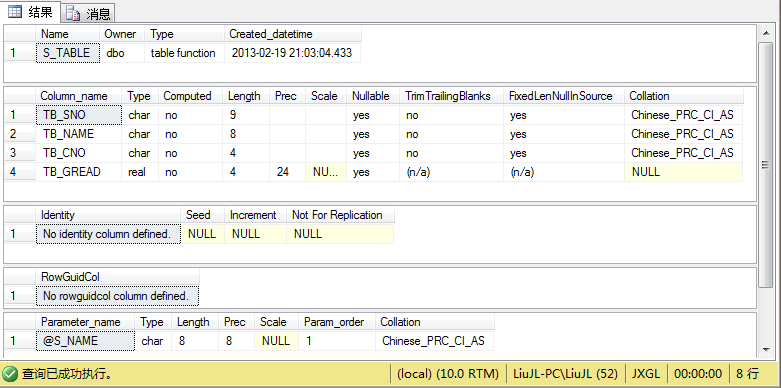 结果 消息
Name Owner Type Created_datetime
1 S_TABLE dbo table function 2013-02-19 21:03:04.433
Column_name Type Computed Length Prec Scale Nullable TrimTrailingBlanks FixedLenNullInSource Collation
1 TB_SNO char no 9 yes no yes Chinese_PRC_CI_AS
2 TB_NAME char no 8 yes no yes Chinese_PRC_CI_AS
3 TB_CNO char no 4 yes no yes Chinese_PRC_CI_AS
4 TB_GREAD real no 4 24 NU... yes (n/a) (n/a) NULL
Identity Seed Increment Not For Replication
1 No identity column defined. NULL NULL NULL
RowGuidCol
1 No rowguidcol column defined.
Parameter_name Type Length Prec Scale Param_order Collation
1 @S_NAME char 8 8 NULL 1 Chinese_PRC_CI_AS
查询已成功执行。 (local) (10.0 RTM) LiuJL-PC\LiuJL (52) JXGL 00:00:00 8 行